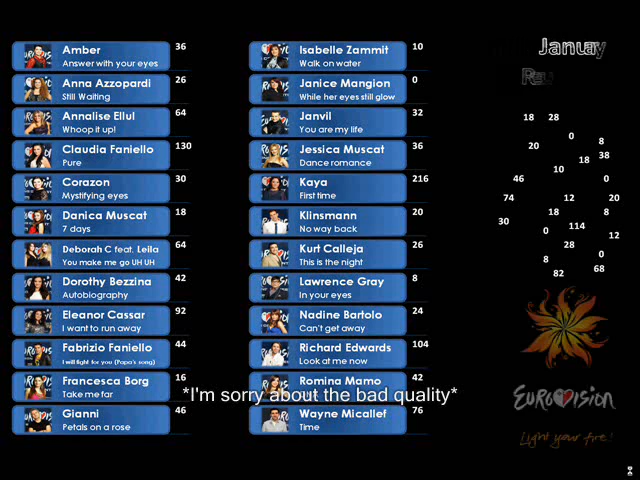 Amber 36
Answer with your eyes
Anna Azzopardi 26
Still Waiting
Annalise Ellul 64
Whoop it up!
Claudia Faniello 130
Pure
Corazon 30
Mystifying eyes
Danica Muscat 18
7 days
Deborah C feat. Leila 64
You make me go UH UH
Dorothy Bezzina 42
Autobiography
Eleanor Cassar 92
I want to run away
Fabrizio Faniello 44
I will fight for you (Papa's song)
Francesca Borg 16
Take me far
Gianni 46
Petals on a rose
Isabelle Zammit 10
Walk on water
Janice Mangion 0
While her eyes still glow
Janvil 32
You are my life
Jessica Muscat 36
Dance romance
Kaya 216
First time
Klinsmann 20
No way back
Kurt Calleja 26
This is the night
Lawrence Gray 8
In your eyes
Nadine Bartolo 24
Can't get away
Richard Edwards 104
Look at me now
Romina Mamo 42
Wayne Micallef 76
Time
*I'm sorry about the bad quality*
18 28
0
8
20
38
18
10
46 0
74 12 20
18 8
30
114
0
12
28
0
8
68
82
EUROVISION
Light your fire!